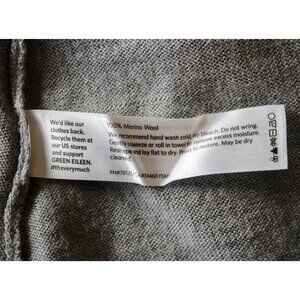 We'd like our
clothes back.
Recycle them at
our US stores
and support
GREEN EILEEN.
#thxverymuch
100% Merino Wool
We recommend hand wash cold, no bleach. Do not wring.
Gently squeeze or roll in towel to remove excess moisture.
Reshape and lay flat to dry. Press to restore. May be dry
cleaned.